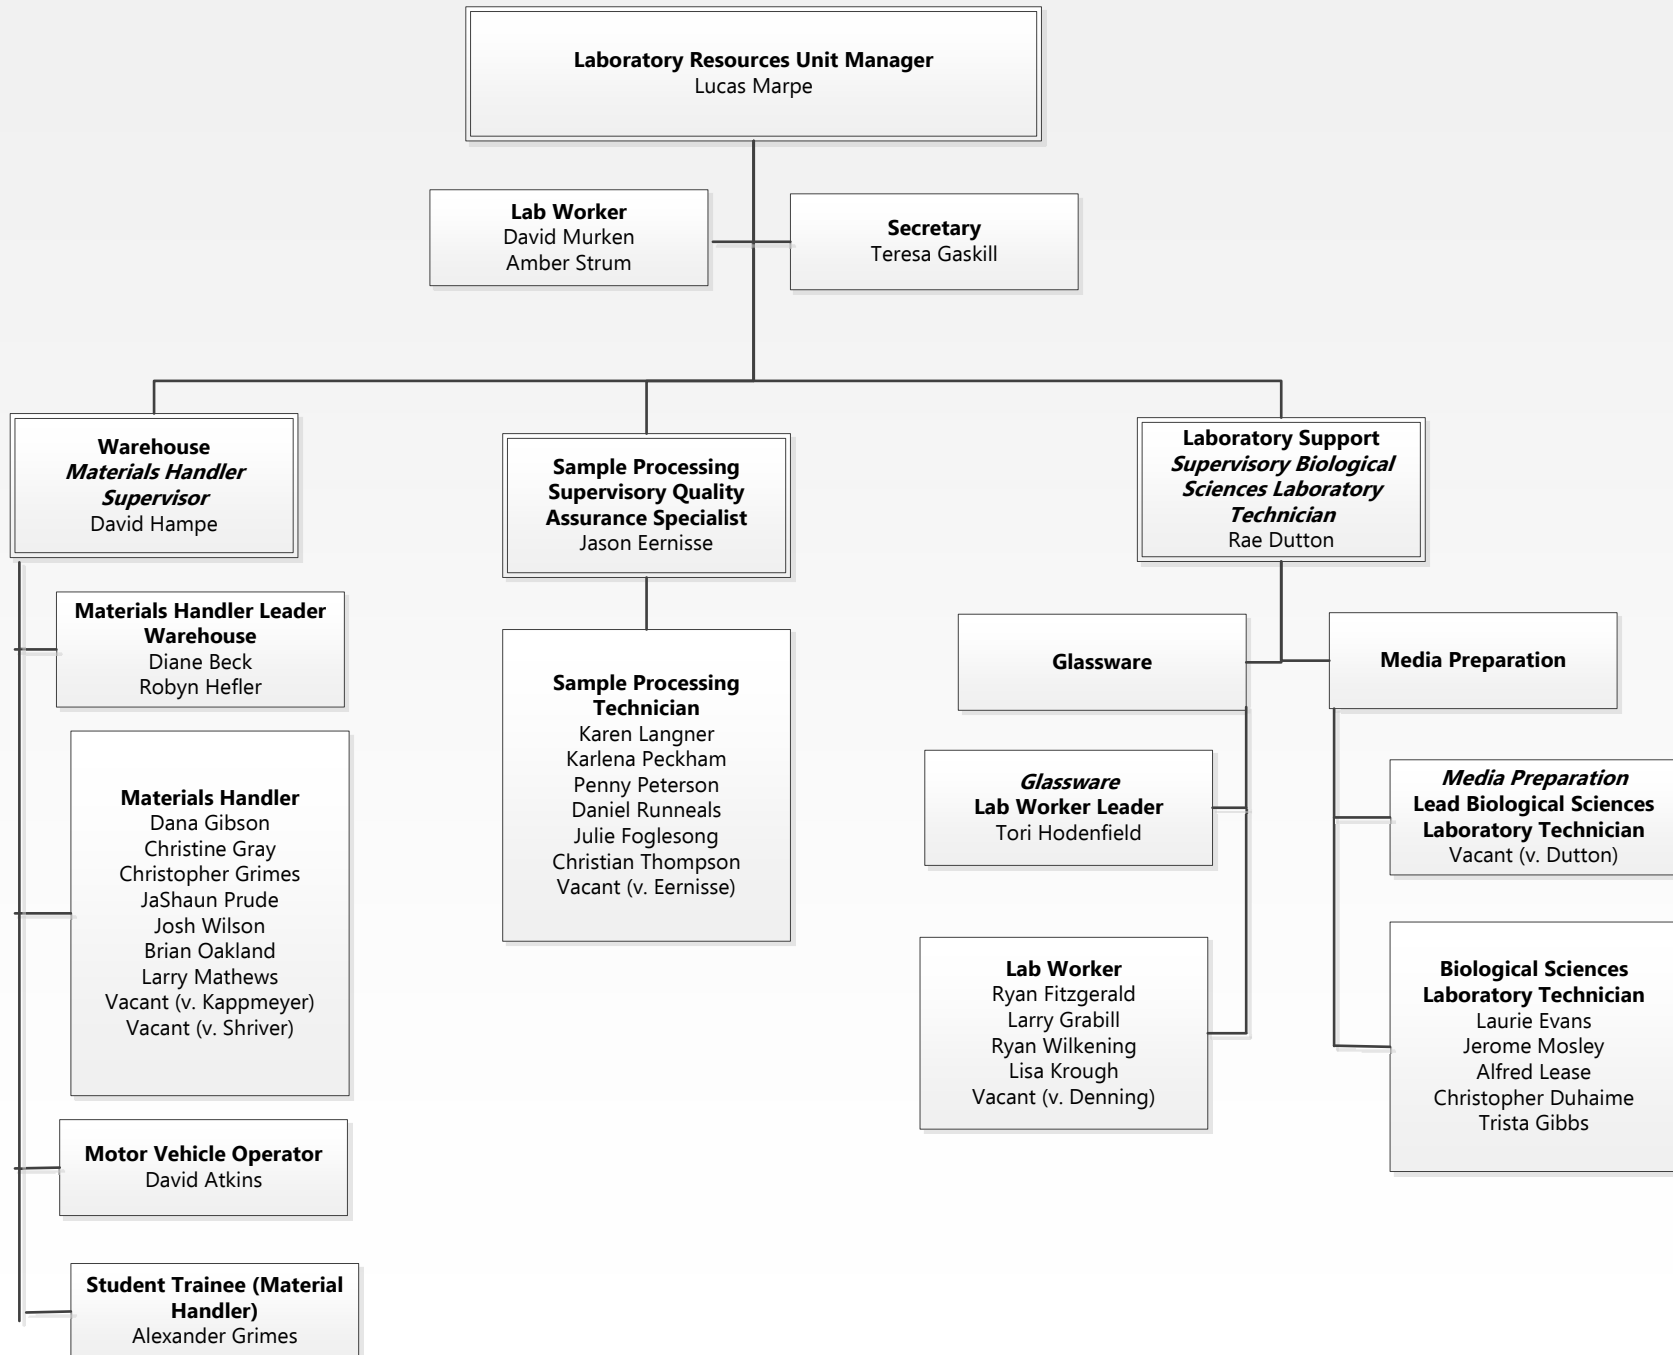 Laboratory Resources Unit Manager
Lucas Marpe
Lab Worker
David Murken
Amber Strum
Secretary
Teresa Gaskill
Warehouse
Materials Handler
Supervisor
David Hampe
Materials Handler Leader
Warehouse
Diane Beck
Robyn Hefler
Materials Handler
Dana Gibson
Christine Gray
Christopher Grimes
JaShaun Prude
Josh Wilson
Brian Oakland
Larry Mathews
Vacant (v. Kappmeyer)
Vacant (v. Shriver)
Motor Vehicle Operator
David Atkins
Student Trainee (Material
Handler)
Alexander Grimes
Sample Processing
Supervisory Quality
Assurance Specialist
Jason Eernisse
Sample Processing
Technician
Karen Langner
Karlena Peckham
Penny Peterson
Daniel Runneals
Julie Foglesong
Christian Thompson
Vacant (v. Eernisse)
Laboratory Support
Supervisory Biological
Sciences Laboratory
Technician
Rae Dutton
Glassware
Glassware
Lab Worker Leader
Tori Hodenfield
Lab Worker
Ryan Fitzgerald
Larry Grabill
Ryan Wilkening
Lisa Krough
Vacant (v. Denning)
Media Preparation
Media Preparation
Lead Biological Sciences
Laboratory Technician
Vacant (v. Dutton)
Biological Sciences
Laboratory Technician
Laurie Evans
Jerome Mosley
Alfred Lease
Christopher Duhaime
Trista Gibbs